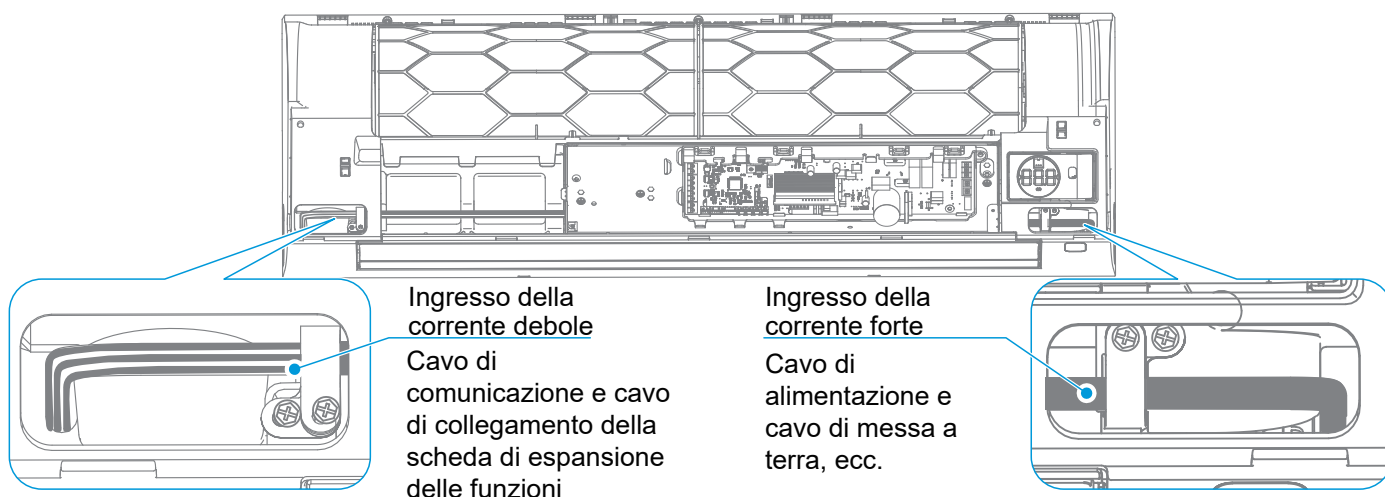 Ingresso della
corrente debole
Cavo di
comunicazione e cavo
di collegamento della
scheda di espansione
delle funzioni
Ingresso della
corrente forte
Cavo di
alimentazione e
cavo di messa a
terra, ecc.